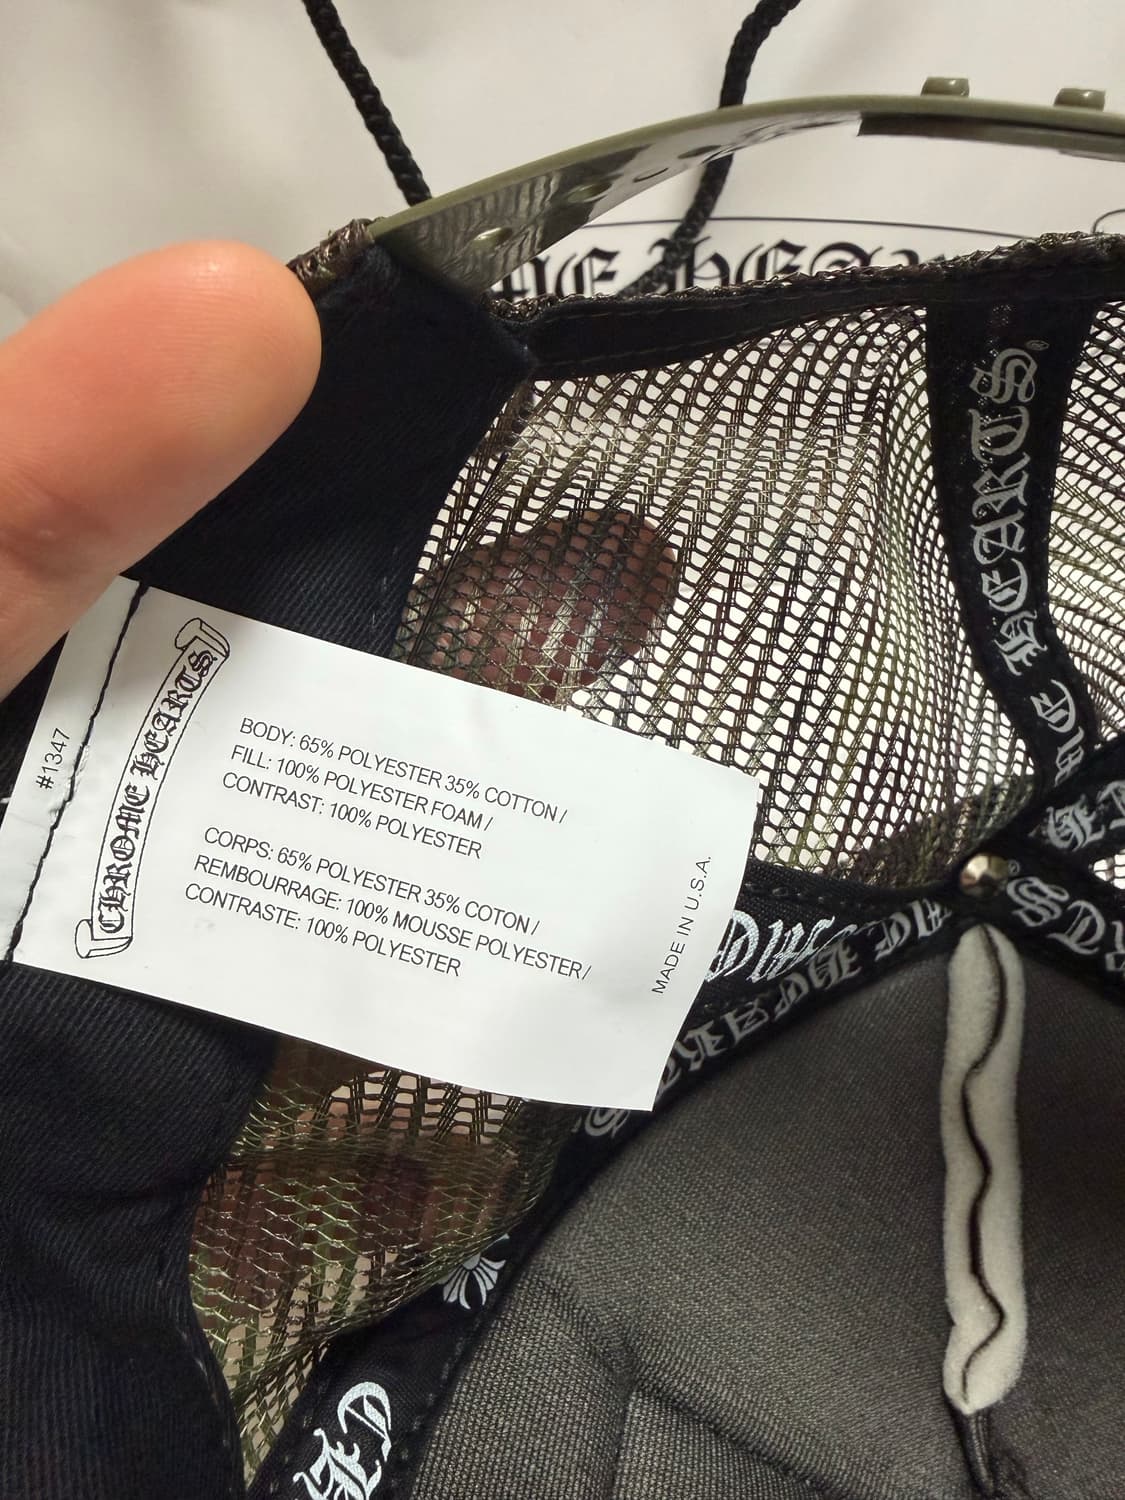 HEARTS
#1347
CHROME HEARTS
BODY: 65% POLYESTER 35% COTTON /
FILL: 100% POLYESTER FOAM /
CONTRAST: 100% POLYESTER
CORPS: 65% POLYESTER 35% COTON /
REMBOURRAGE: 100% MOUSSE POLYESTER/
CONTRASTE: 100% POLYESTER
MADE IN U.S.A.